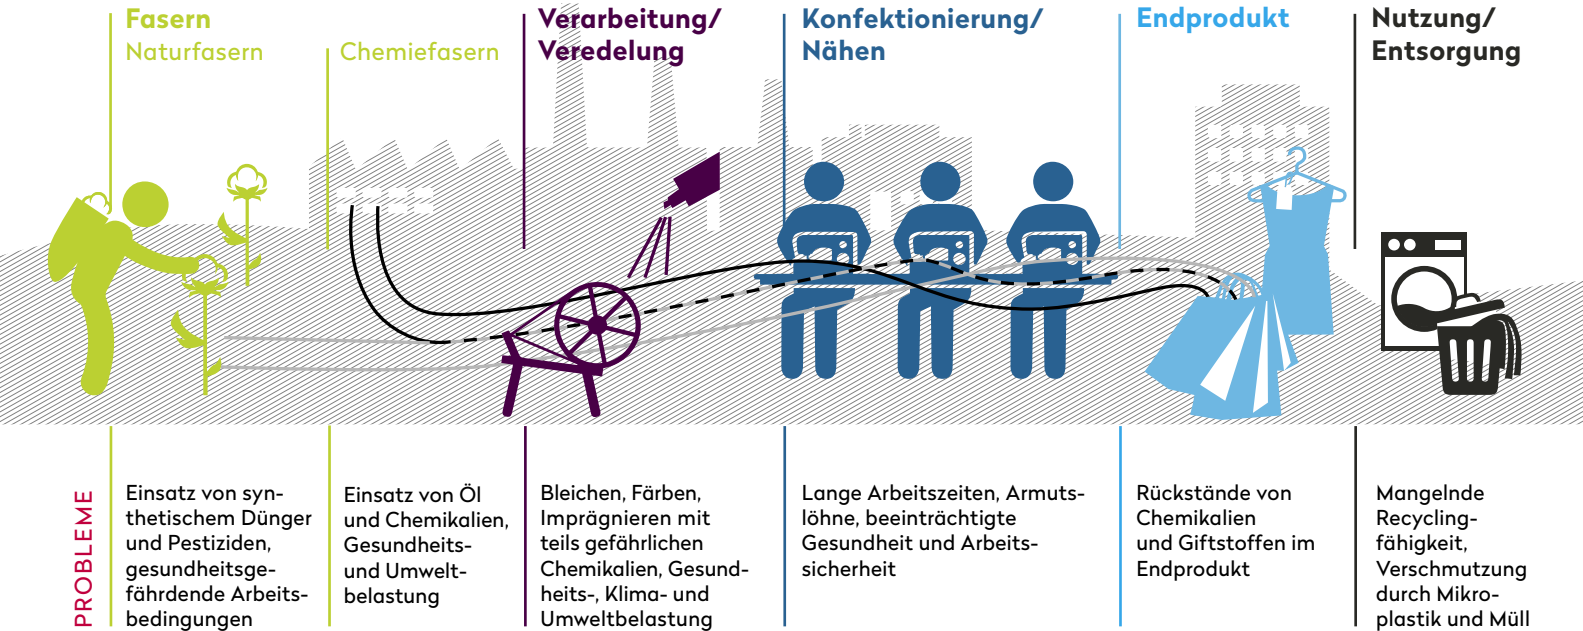 Fasern
Naturfasern
Chemiefasern
Verarbeitung/
Veredelung
Konfektionierung/
Nähen
Endprodukt
Nutzung/
Entsorgung
PROBLEME
Einsatz von syn-
thetischem Dünger
und Pestiziden,
gesundheitsge-
fährdende Arbeits-
bedingungen
Einsatz von Öl
und Chemikalien,
Gesundheits-
und Umwelt-
belastung
Bleichen, Färben,
Imprägnieren mit
teils gefährlichen
Chemikalien, Gesund-
heits-, Klima- und
Umweltbelastung
Lange Arbeitszeiten, Armuts-
löhne, beeinträchtigte
Gesundheit und Arbeits-
sicherheit
Rückstände von
Chemikalien
und Giftstoffen im
Endprodukt
Mangelnde
Recycling-
fähigkeit,
Verschmutzung
durch Mikro-
plastik und Müll